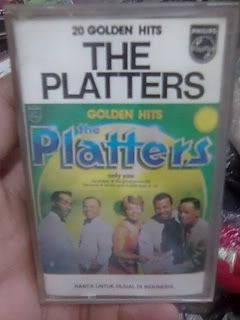 20 GOLDEN HITS
PHILIPS
THE
PLATTERS
GOLDEN HITS
the
Platters
only you
HANYA UNTUK DIJUAL DI INDONESIA